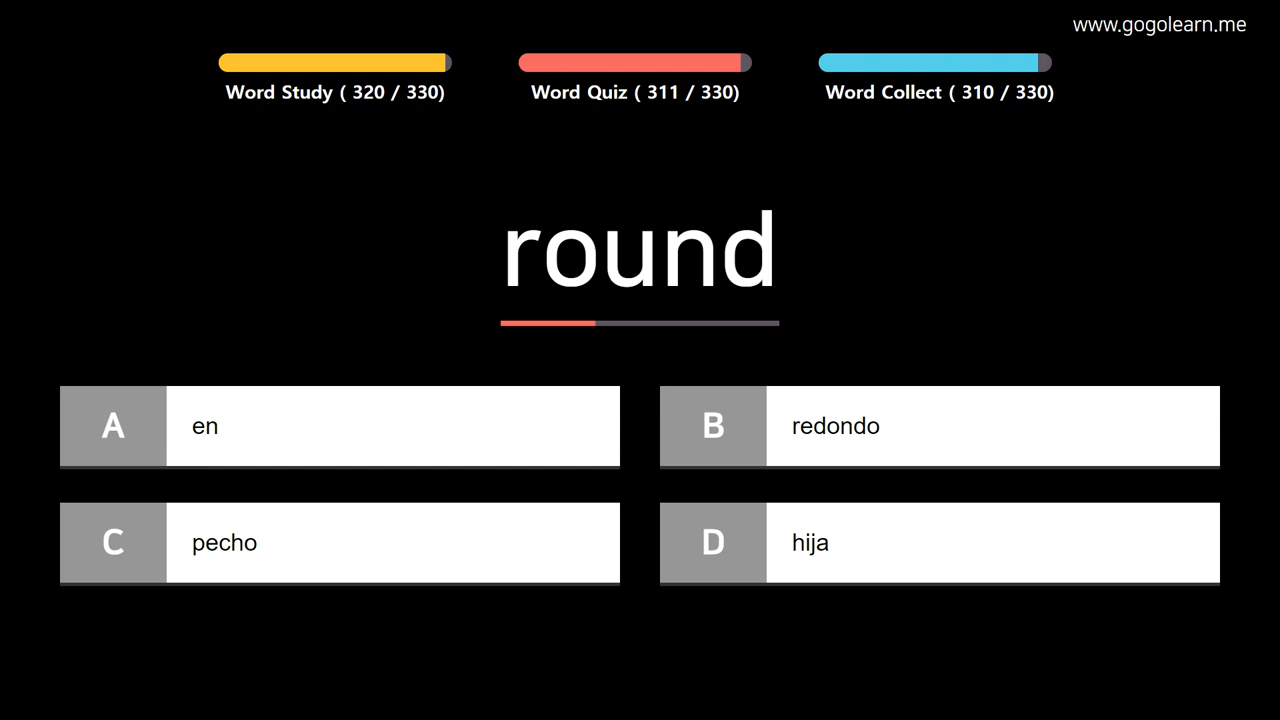 www.gogolearn.me
Word Study ( 320 / 330)
Word Quiz ( 311 / 330)
Word Collect ( 310 / 330)
round
A en
B redondo
C pecho
D hija